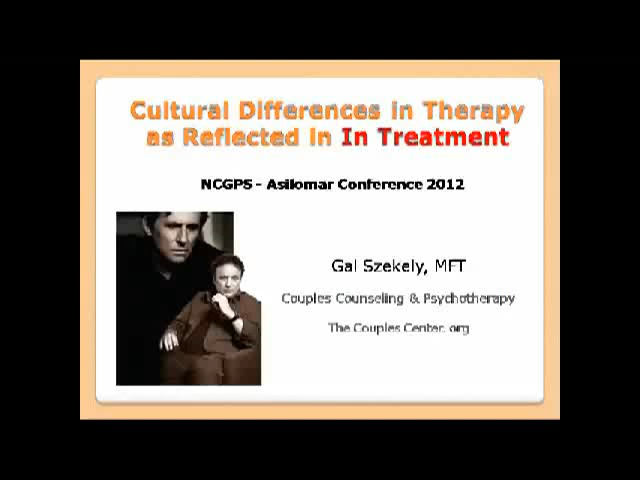 Cultural Differences in Therapy
as Reflected in In Treatment
NCGPS - Asilomar Conference 2012
Gal Szekely, MFT
Couples Counseling & Psychotherapy
The Couples Center. org